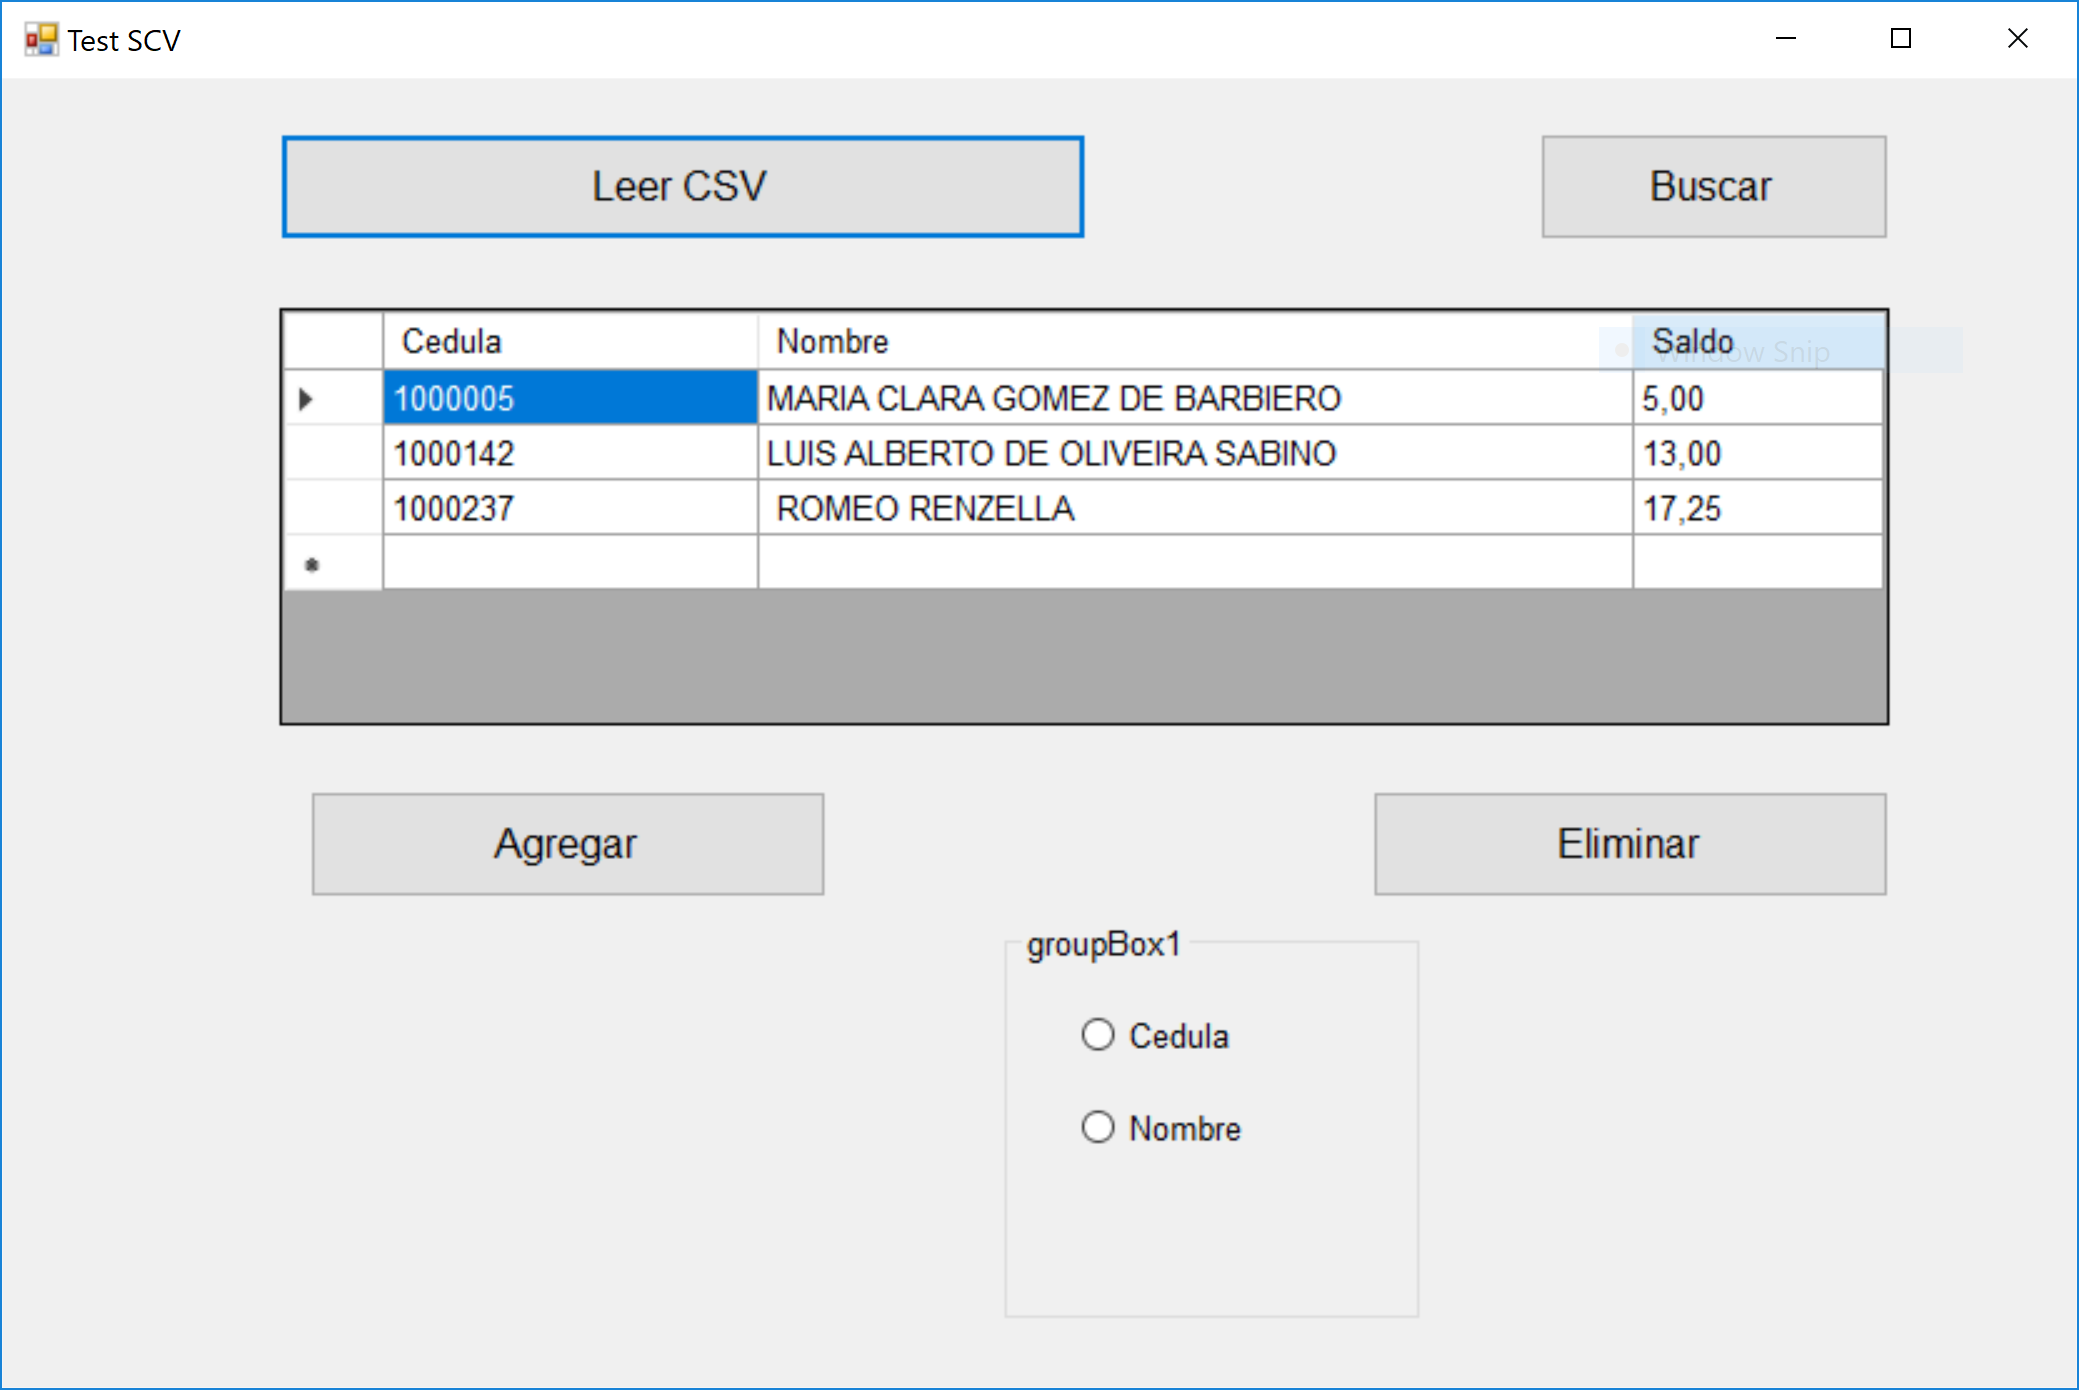 Test SCV
Leer CSV
Buscar
Cedula Nombre Saldo
Window Snip
1000005 MARIA CLARA GOMEZ DE BARBIERO 5,00
1000142 LUIS ALBERTO DE OLIVEIRA SABINO 13,00
1000237 ROMEO RENZELLA 17,25
Agregar
Eliminar
groupBox1
Cedula
Nombre